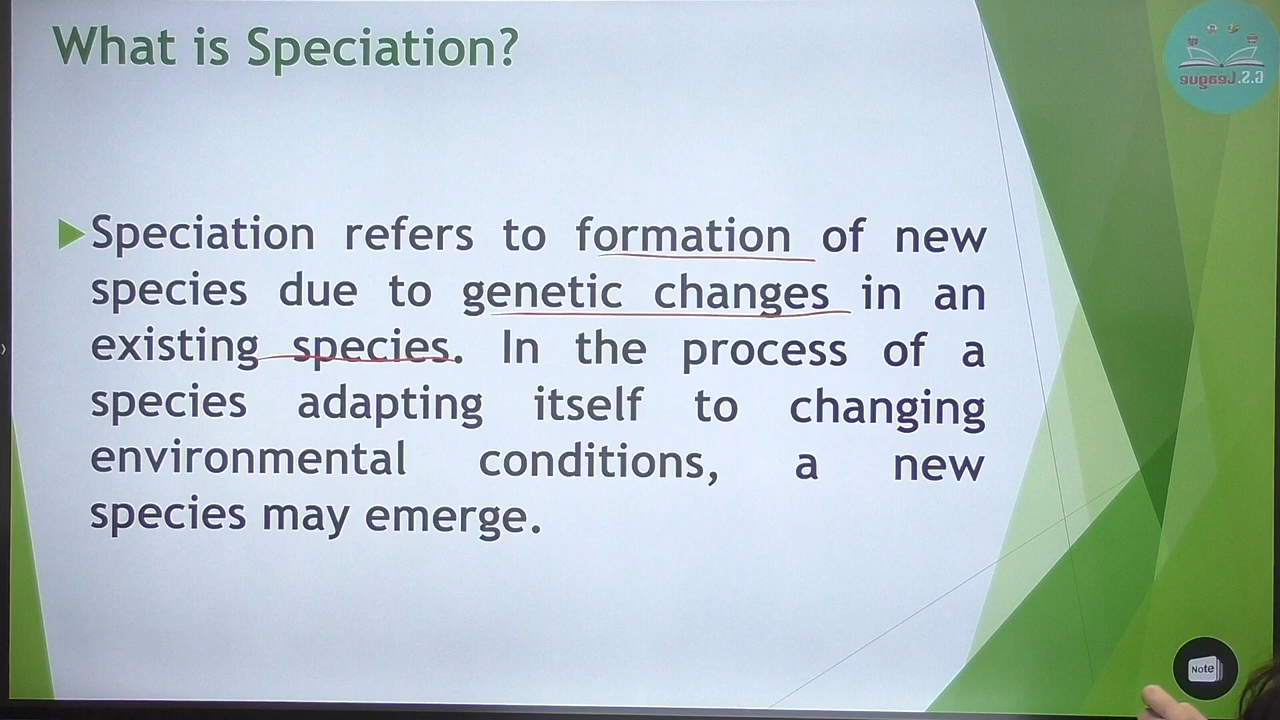 What is Speciation?
G.S. League
Speciation refers to formation of new
species due to genetic changes in an
existing species. In the process of a
species adapting itself to changing
environmental conditions, a new
species may emerge.
Note